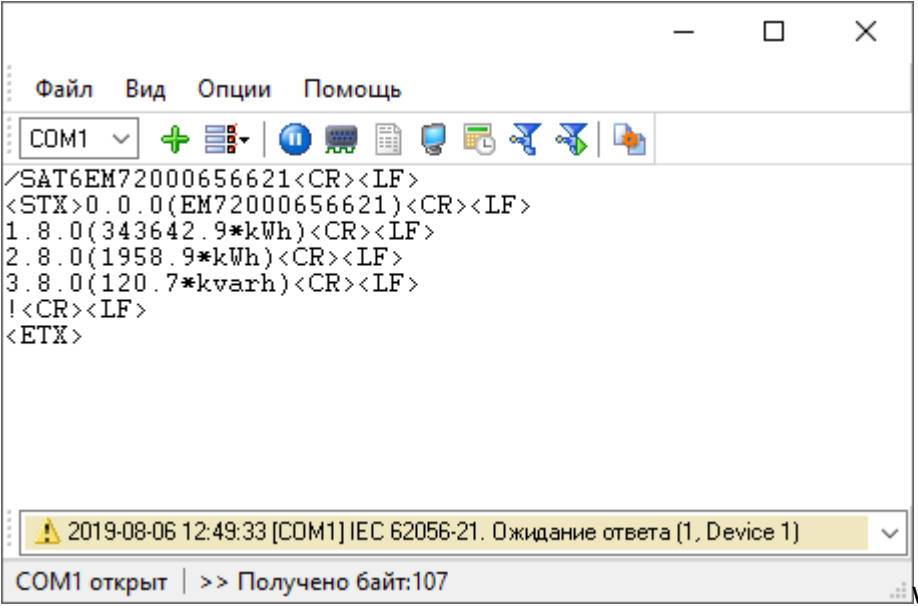 Файл Вид Опции Помощь
COM1
/SAT6EM72000656621<CR><LF>
<STX>0.0.0(EM72000656621)<CR><LF>
1.8.0(343642.9*kWh)<CR><LF>
2.8.0(1958.9*kWh)<CR><LF>
3.8.0(120.7*kvarh)<CR><LF>
!<CR><LF>
<ETX>
2019-08-06 12:49:33 [COM1] IEC 62056-21. Ожидание ответа (1, Device 1)
COM1 открыт >> Получено байт:107